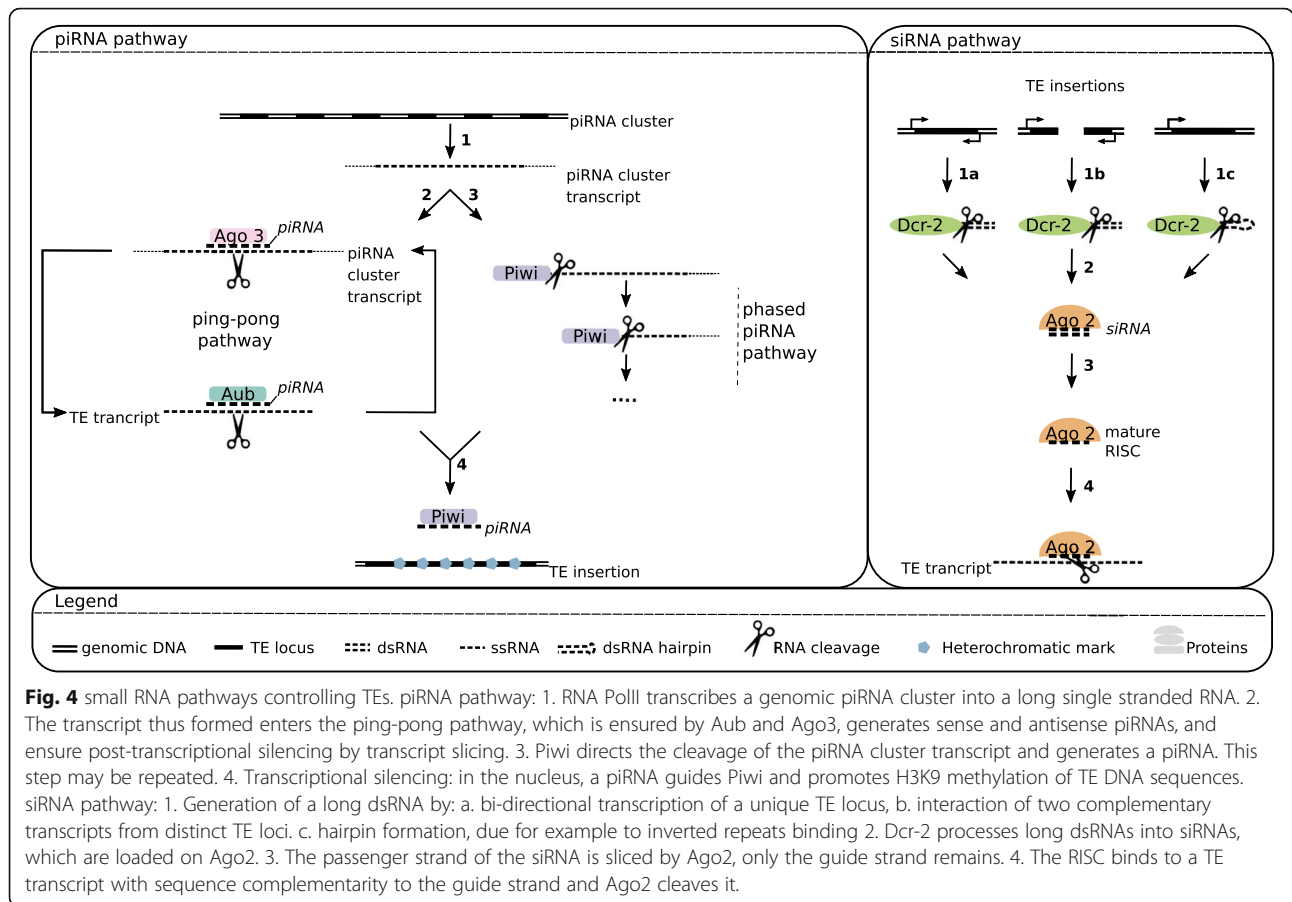 piRNA pathway
piRNA cluster
1
piRNA cluster
transcript
2
3
Ago 3
piRNA
piRNA
cluster
transcript
ping-pong
pathway
Aub
piRNA
TE trancript
Piwi
Piwi
phased
piRNA
pathway
4
Piwi
piRNA
TE insertion
siRNA pathway
TE insertions
1a
1b
1c
Dcr-2
Dcr-2
Dcr-2
2
Ago 2
siRNA
3
Ago 2
mature
RISC
4
Ago 2
TE trancript
Legend
genomic DNA
TE locus
dsRNA
ssRNA
dsRNA hairpin
RNA cleavage
Heterochromatic mark
Proteins
Fig. 4 small RNA pathways controlling TEs. piRNA pathway: 1. RNA PolII transcribes a genomic piRNA cluster into a long single stranded RNA. 2.
The transcript thus formed enters the ping-pong pathway, which is ensured by Aub and Ago3, generates sense and antisense piRNAs, and
ensure post-transcriptional silencing by transcript slicing. 3. Piwi directs the cleavage of the piRNA cluster transcript and generates a piRNA. This
step may be repeated. 4. Transcriptional silencing: in the nucleus, a piRNA guides Piwi and promotes H3K9 methylation of TE DNA sequences.
siRNA pathway: 1. Generation of a long dsRNA by: a. bi-directional transcription of a unique TE locus, b. interaction of two complementary
transcripts from distinct TE loci. c. hairpin formation, due for example to inverted repeats binding 2. Dcr-2 processes long dsRNAs into siRNAs,
which are loaded on Ago2. 3. The passenger strand of the siRNA is sliced by Ago2, only the guide strand remains. 4. The RISC binds to a TE
transcript with sequence complementarity to the guide strand and Ago2 cleaves it.